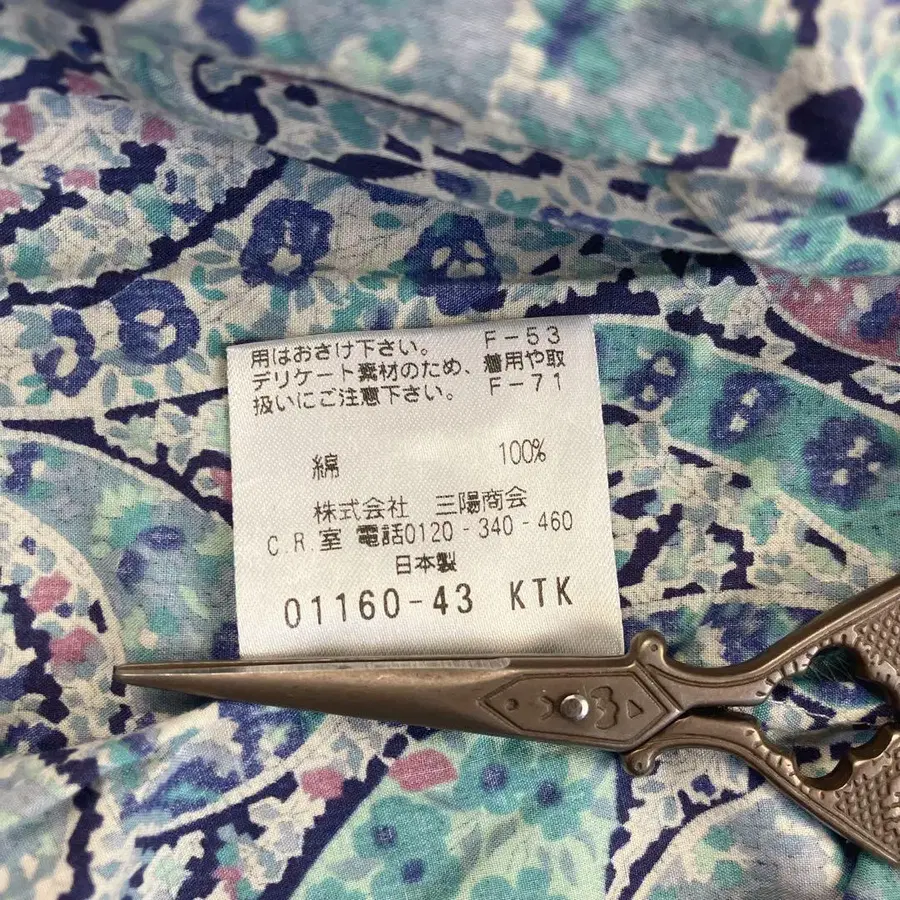 用はおさけ下さい。 F-53
デリケート素材のため、着用や取
扱いにご注意下さい。 F-71
綿 100%
株式会社 三陽商会
C.R.室 電話0120-340-460
日本製
01160-43 KTK